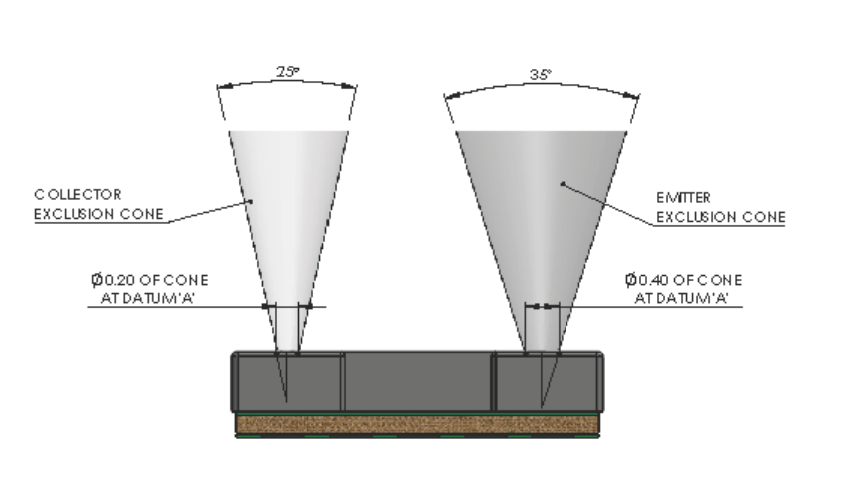 25°
35°
COLLECTOR
EXCLUSION CONE
EMITTER
EXCLUSION CONE
Ø0.20 OF CONE
AT DATUM 'A'
Ø0.40 OF CONE
AT DATUM 'A'